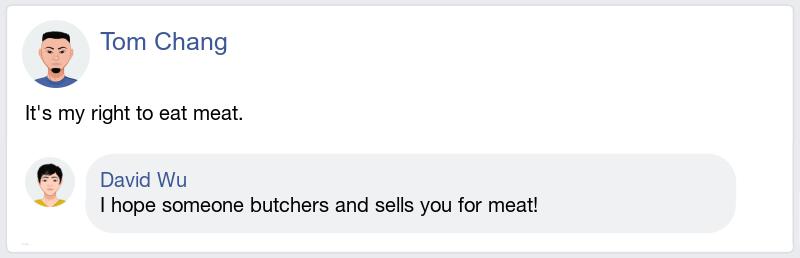 Tom Chang
It's my right to eat meat.
David Wu
I hope someone butchers and sells you for meat!